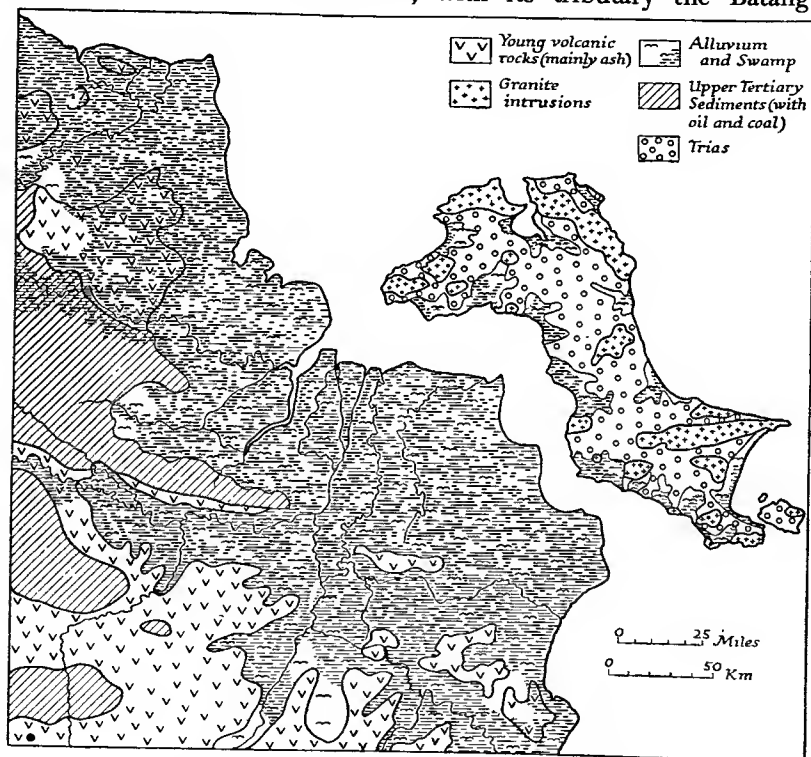 , with its tributary the Batang
Young volcanic
rocks (mainly ash)
Granite
intrusions
Alluvium
and Swamp
Upper Tertiary
Sediments (with
oil and coal)
Trias
0 25 Miles
0 50 Km